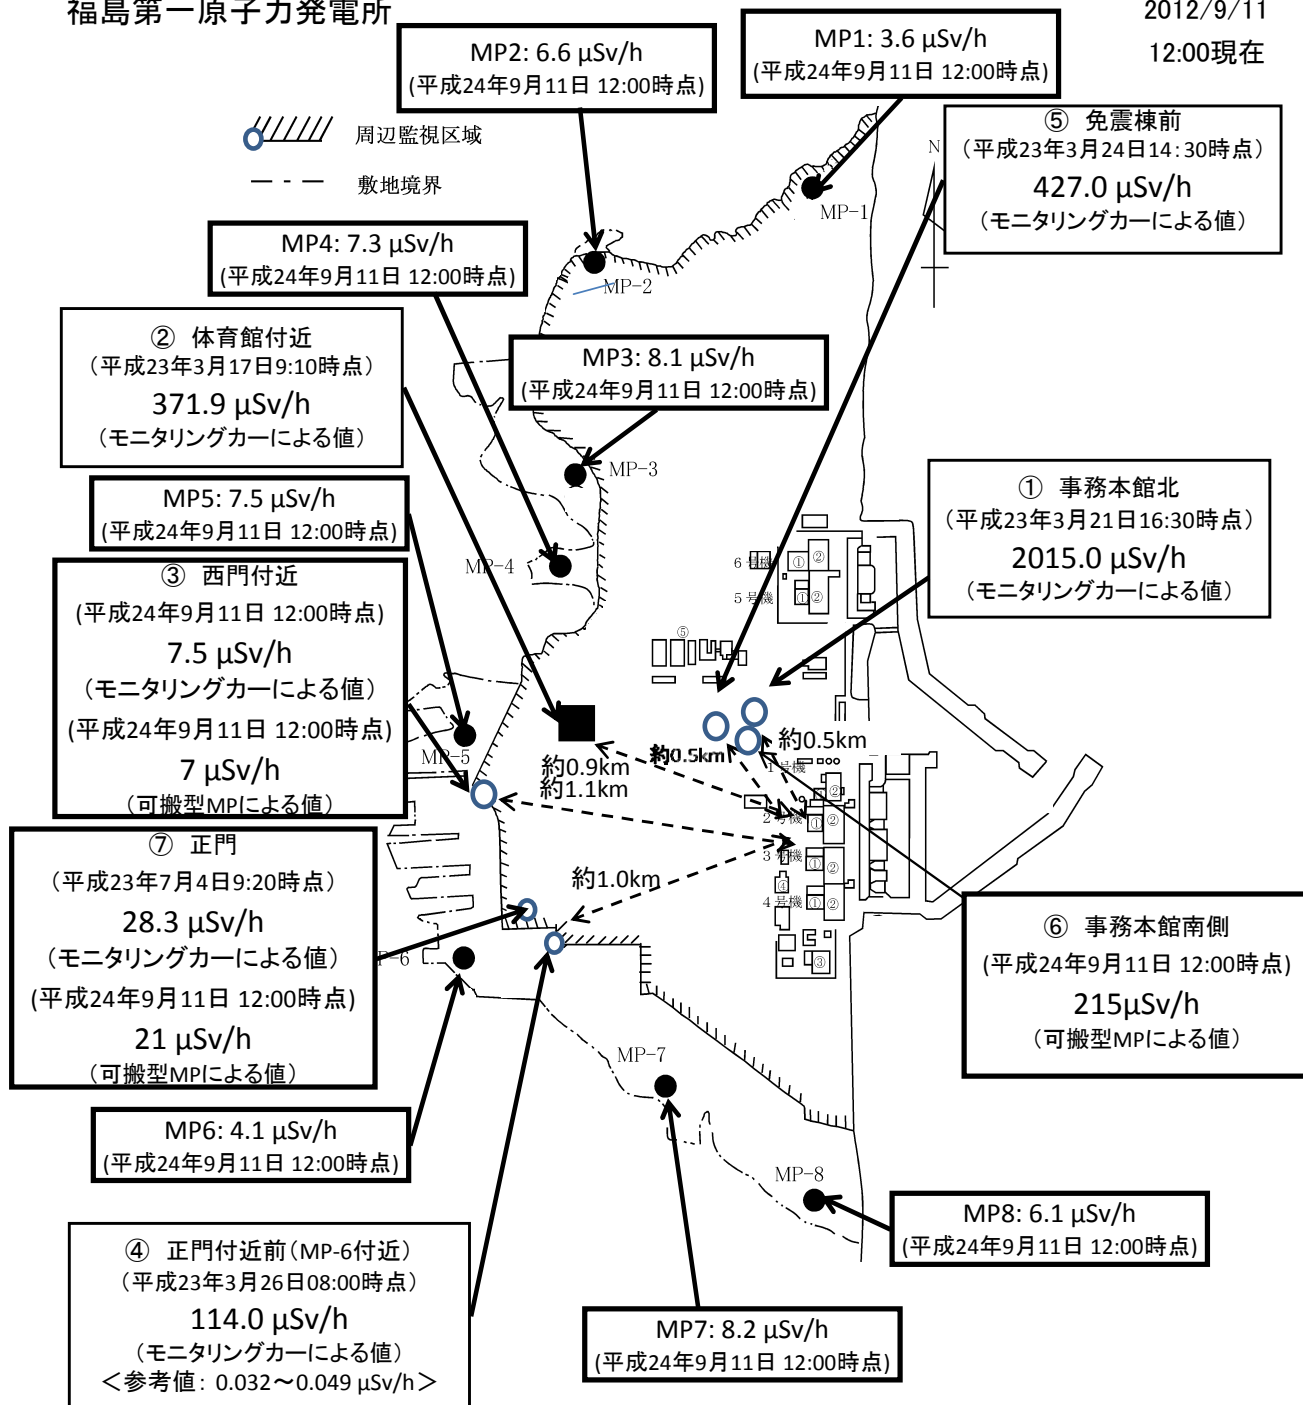 福島第一原子力発電所
2012/9/11
12:00現在
MP2: 6.6 µSv/h
(平成24年9月11日 12:00時点)
MP1: 3.6 µSv/h
(平成24年9月11日 12:00時点)
周辺監視区域
敷地境界
⑤ 免震棟前
(平成23年3月24日14:30時点)
427.0 µSv/h
(モニタリングカーによる値)
N
MP-1
MP4: 7.3 µSv/h
(平成24年9月11日 12:00時点)
MP-2
② 体育館付近
(平成23年3月17日9:10時点)
371.9 µSv/h
(モニタリングカーによる値)
MP3: 8.1 µSv/h
(平成24年9月11日 12:00時点)
MP-3
MP5: 7.5 µSv/h
(平成24年9月11日 12:00時点)
① 事務本館北
(平成23年3月21日16:30時点)
2015.0 µSv/h
(モニタリングカーによる値)
MP-4
6号機
① ②
5号機
① ②
③ 西門付近
(平成24年9月11日 12:00時点)
7.5 µSv/h
(モニタリングカーによる値)
(平成24年9月11日 12:00時点)
7 µSv/h
(可搬型MPによる値)
⑤
MP-5
約0.9km
約1.1km
約0.5km
約0.5km
1号機
②
2号機
① ②
3号機
① ②
④
4号機
① ②
③
約1.0km
⑦ 正門
(平成23年7月4日9:20時点)
28.3 µSv/h
(モニタリングカーによる値)
(平成24年9月11日 12:00時点)
21 µSv/h
(可搬型MPによる値)
P-6
⑥ 事務本館南側
(平成24年9月11日 12:00時点)
215µSv/h
(可搬型MPによる値)
MP-7
MP6: 4.1 µSv/h
(平成24年9月11日 12:00時点)
MP-8
MP8: 6.1 µSv/h
(平成24年9月11日 12:00時点)
④ 正門付近前(MP-6付近)
(平成23年3月26日08:00時点)
114.0 µSv/h
(モニタリングカーによる値)
<参考値: 0.032～0.049 µSv/h>
MP7: 8.2 µSv/h
(平成24年9月11日 12:00時点)